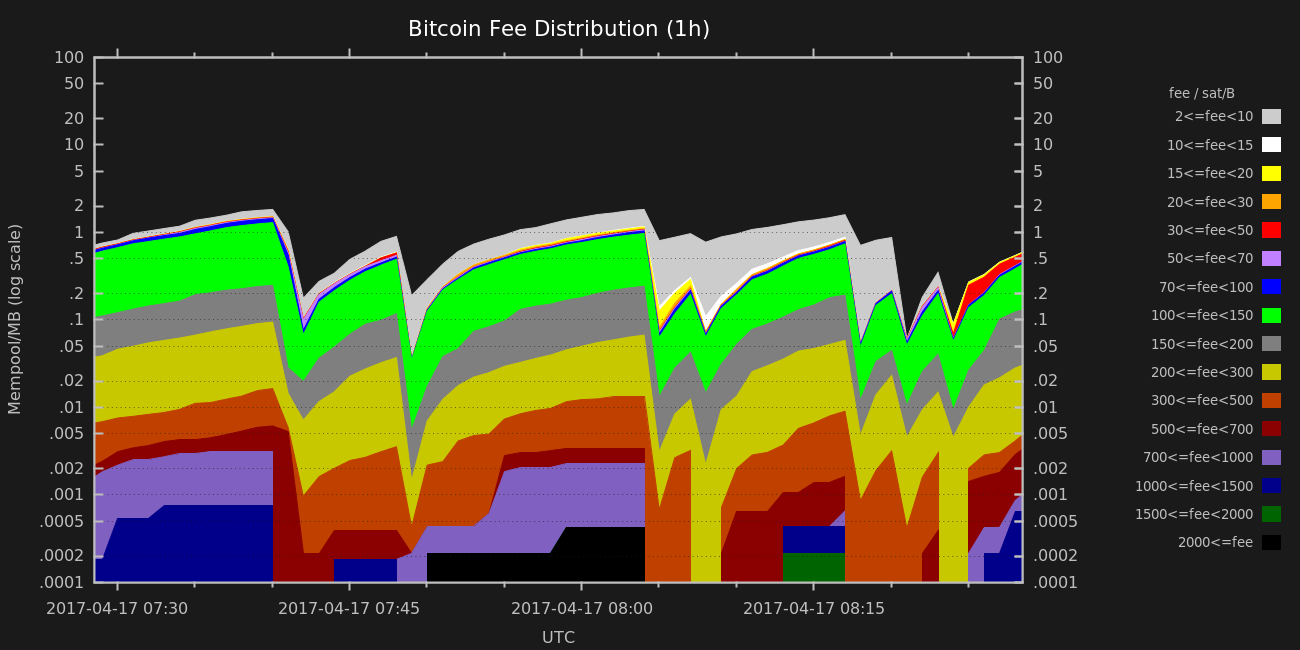 Bitcoin Fee Distribution (1h)
Mempool/MB (log scale)
100
50
20
10
5
2
1
.5
.2
.1
.05
.02
.01
.005
.002
.001
.0005
.0002
.0001
100
50
20
10
5
2
1
.5
.2
.1
.05
.02
.01
.005
.002
.001
.0005
.0002
.0001
2017-04-17 07:30
2017-04-17 07:45
2017-04-17 08:00
2017-04-17 08:15
UTC
fee / sat/B
2<=fee<10
10<=fee<15
15<=fee<20
20<=fee<30
30<=fee<50
50<=fee<70
70<=fee<100
100<=fee<150
150<=fee<200
200<=fee<300
300<=fee<500
500<=fee<700
700<=fee<1000
1000<=fee<1500
1500<=fee<2000
2000<=fee